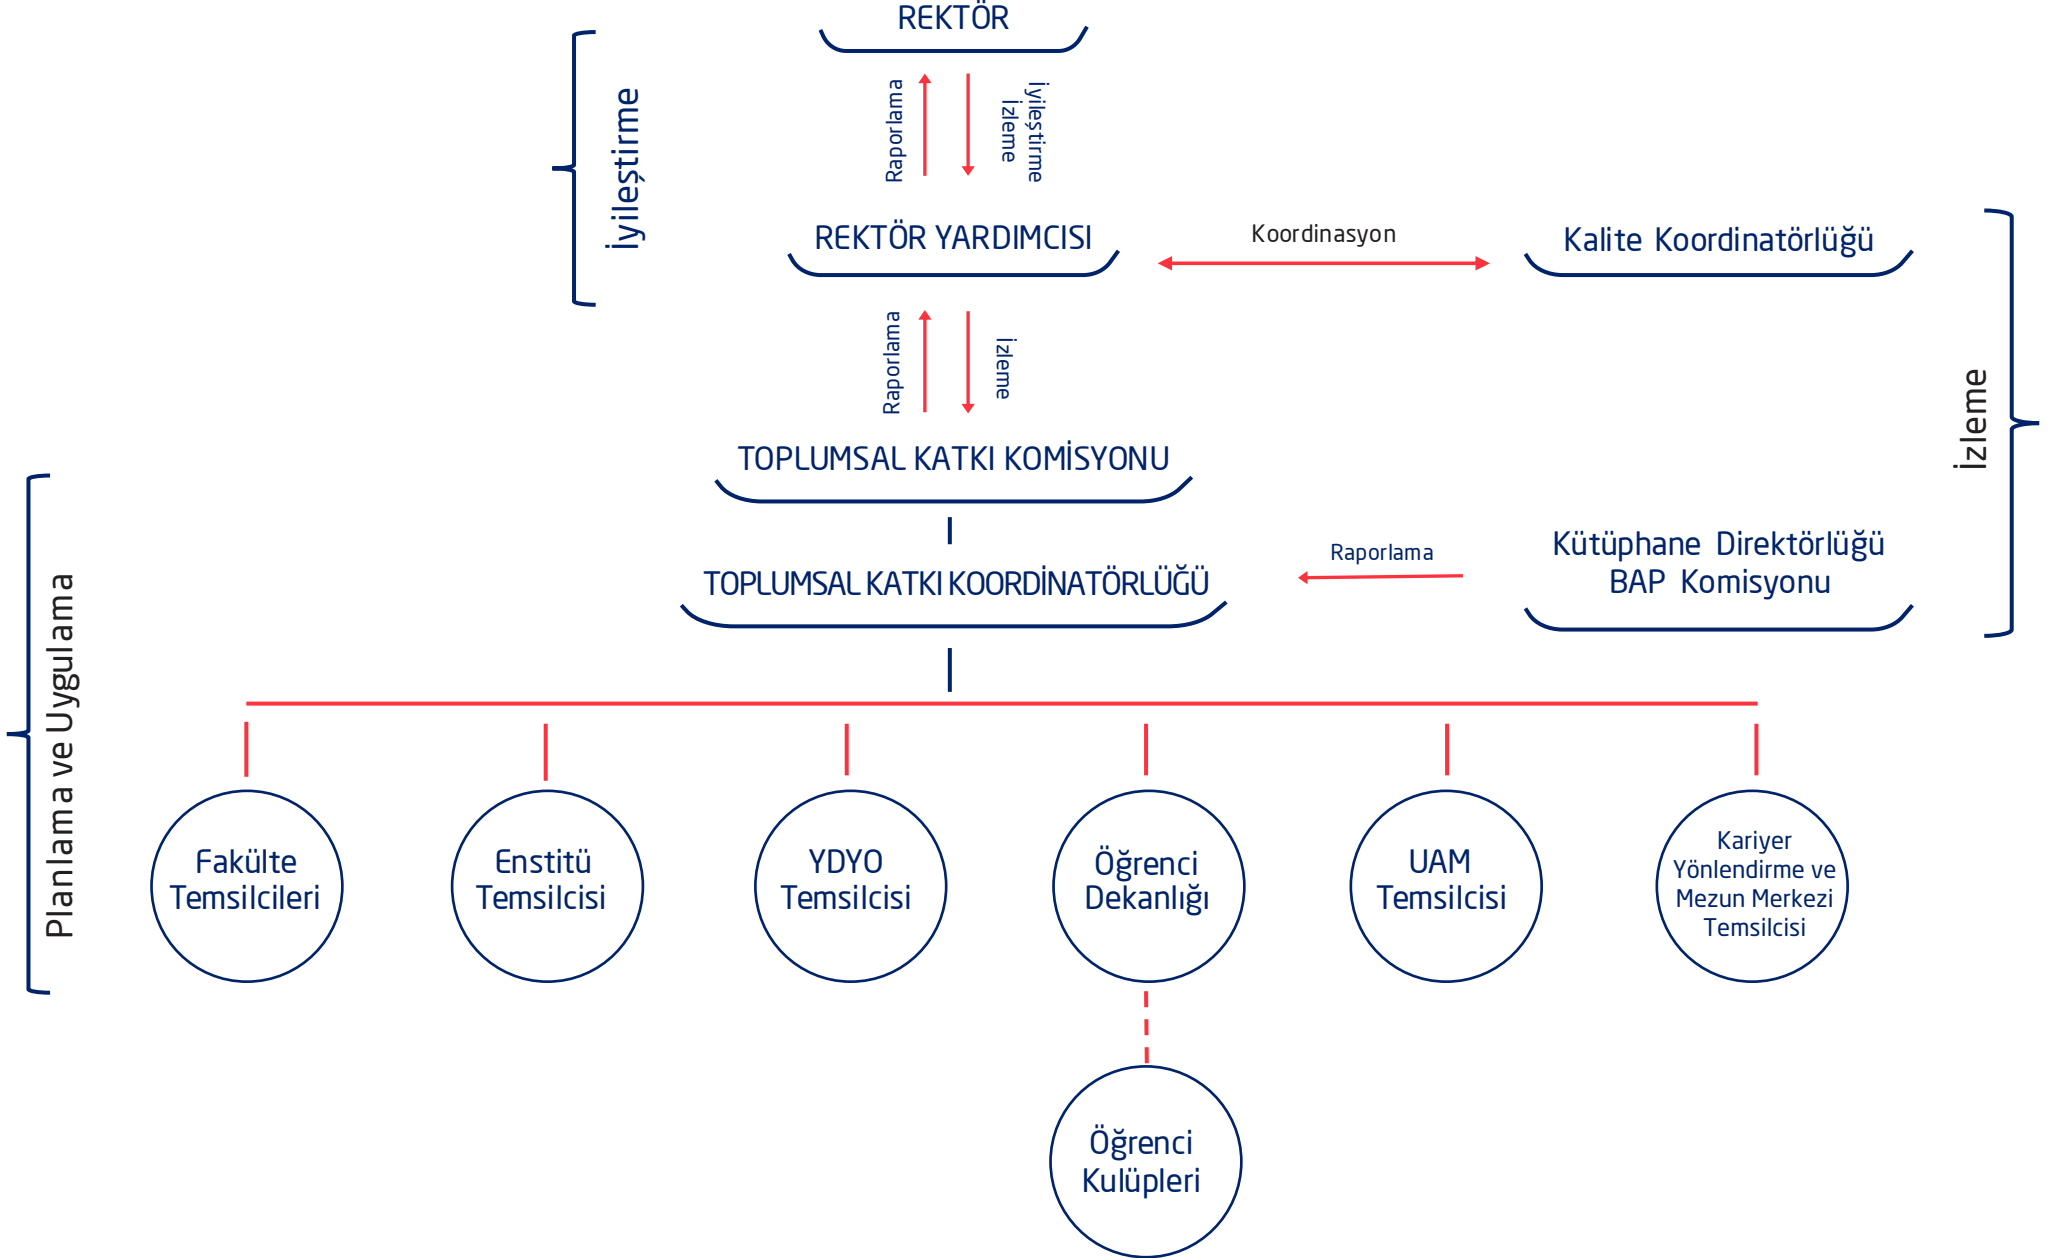 REKTÖR
İyileştirme
Raporlama
İyileştirme
İzleme
REKTÖR YARDIMCISI
Koordinasyon
Kalite Koordinatörlüğü
Raporlama
İzleme
İzleme
TOPLUMSAL KATKI KOMİSYONU
TOPLUMSAL KATKI KOORDİNATÖRLÜĞÜ
Raporlama
Kütüphane Direktörlüğü
BAP Komisyonu
Planlama ve Uygulama
Fakülte
Temsilcileri
Enstitü
Temsilcisi
YDYO
Temsilcisi
Öğrenci
Dekanlığı
UAM
Temsilcisi
Kariyer
Yönlendirme ve
Mezun Merkezi
Temsilcisi
Öğrenci
Kulüpleri